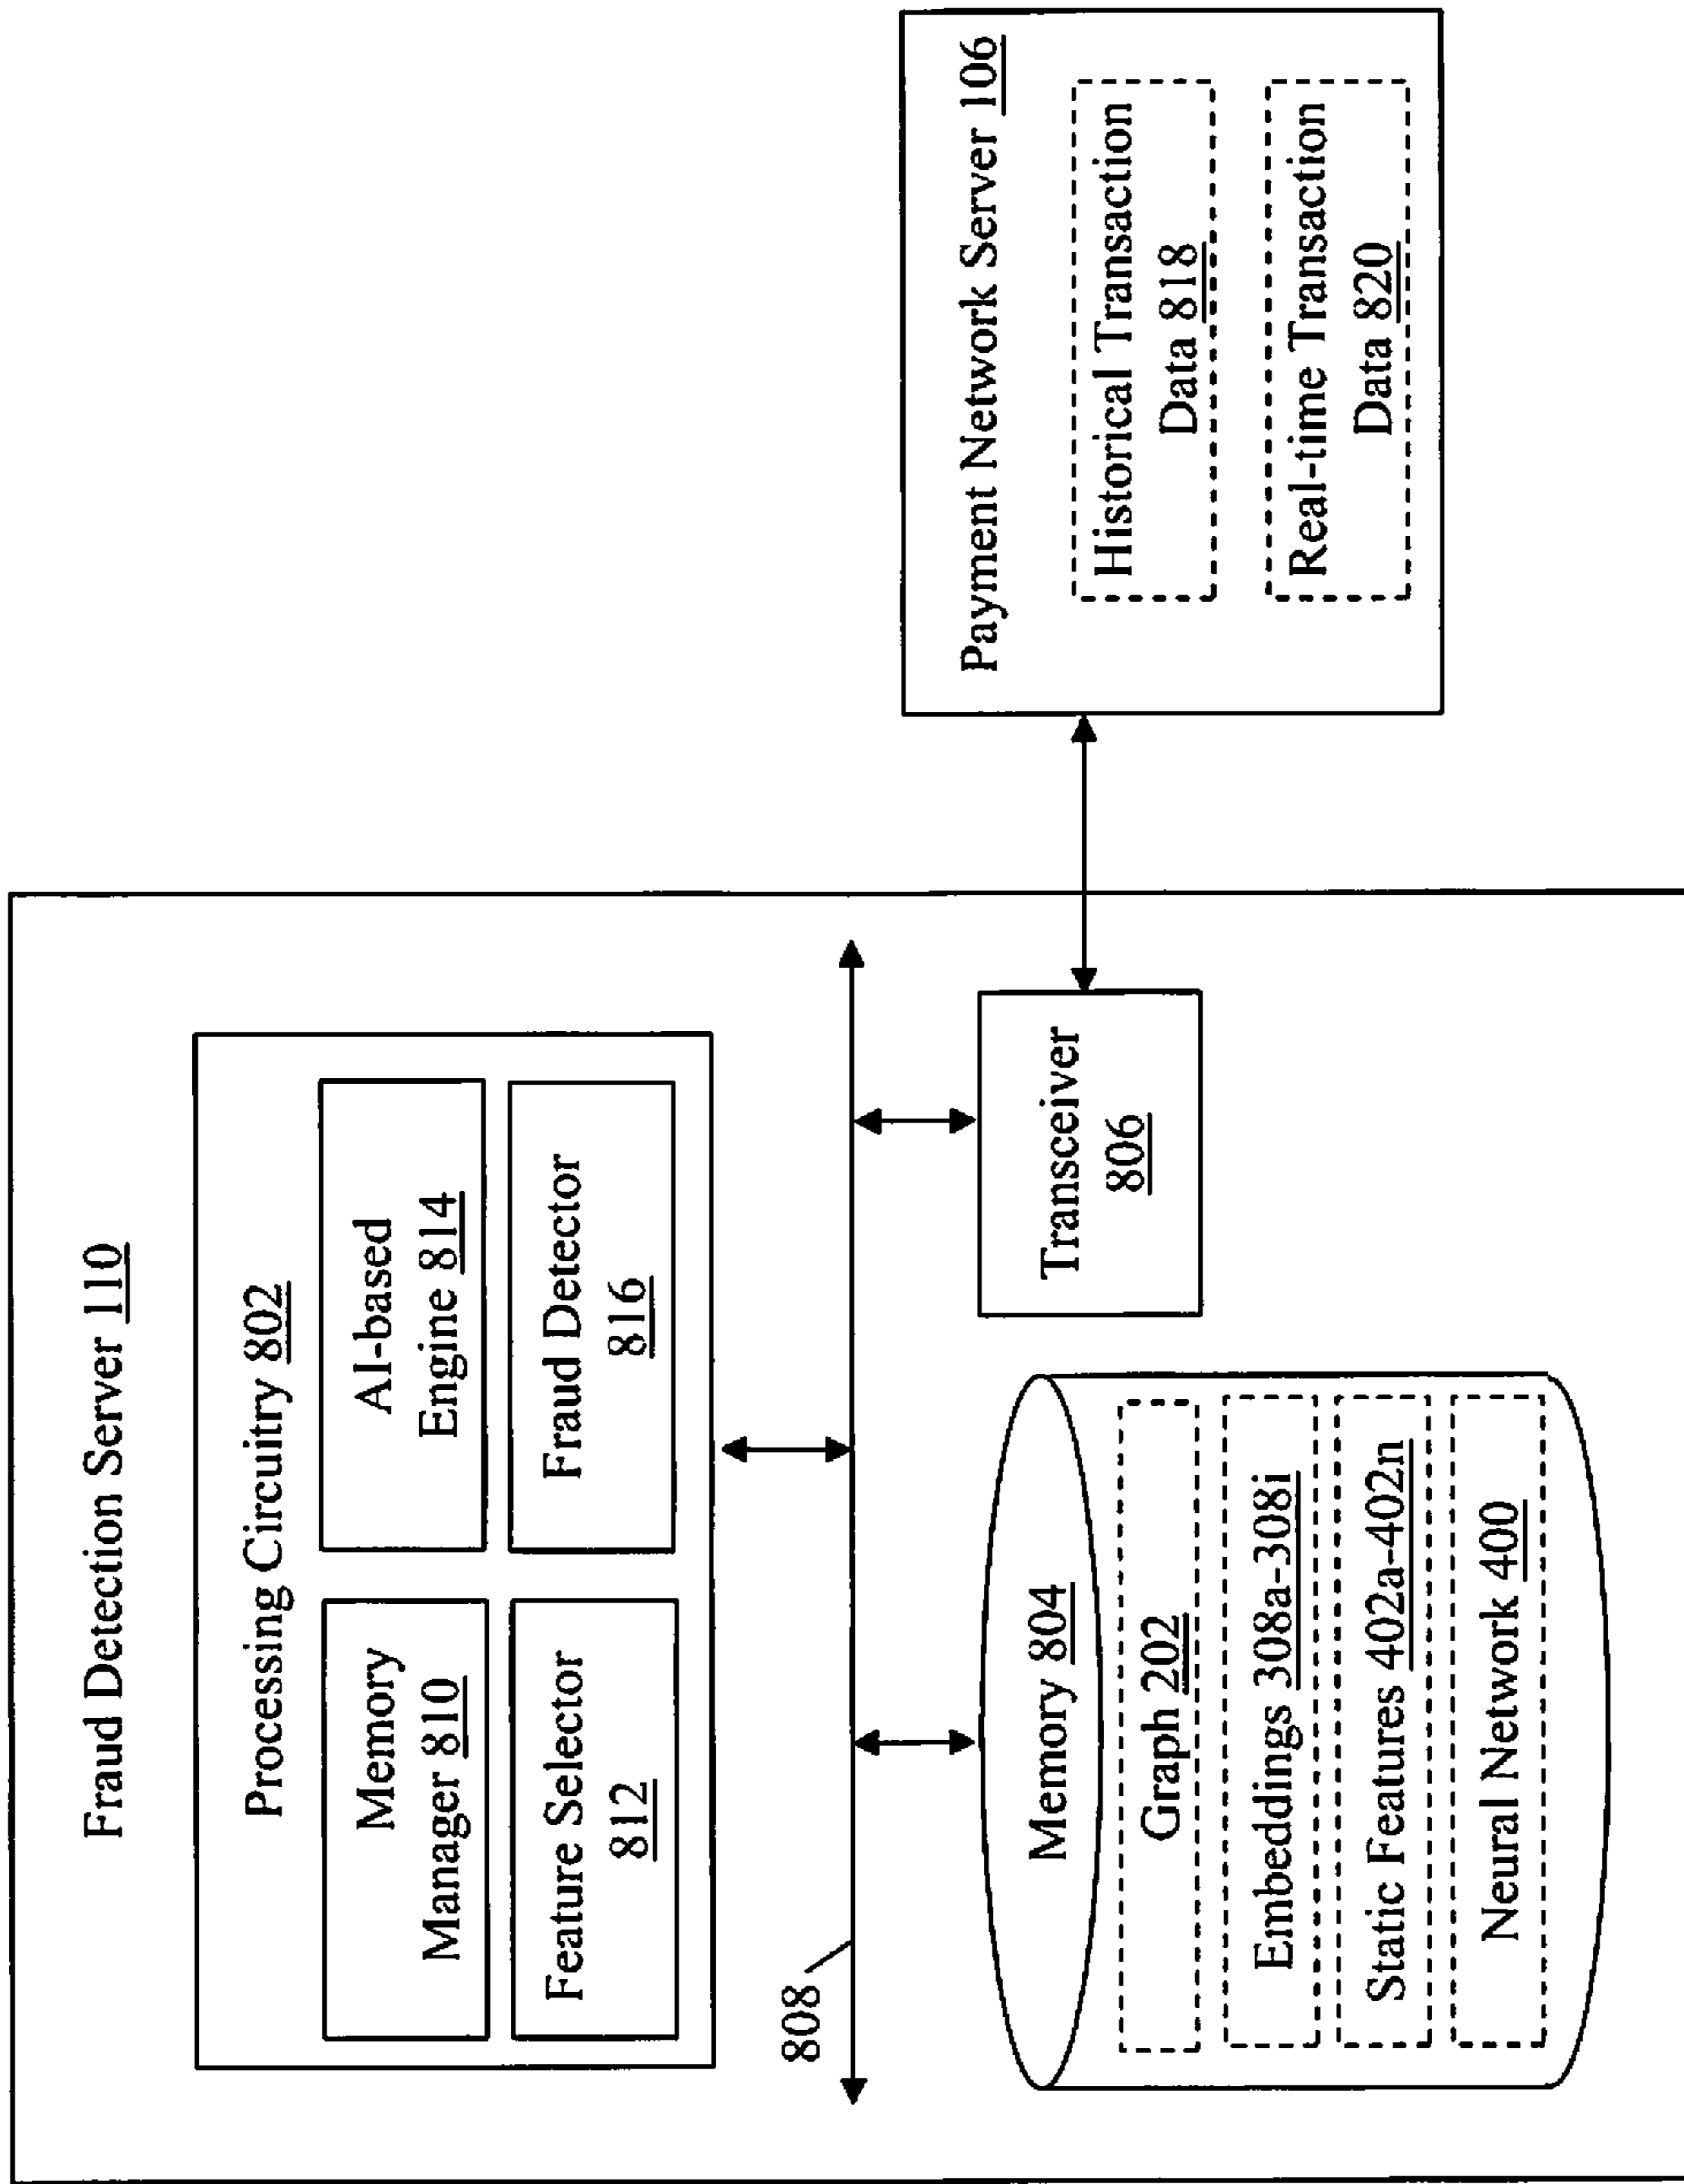 Fraud Detection Server 110
Processing Circuitry 802
Memory
Manager 810
AI-based
Engine 814
Feature Selector
812
Fraud Detector
816
808
Memory 804
Graph 202
Embeddings 308a-308i
Static Features 402a-402n
Neural Network 400
Transceiver
806
Payment Network Server 106
Historical Transaction
Data 818
Real-time Transaction
Data 820